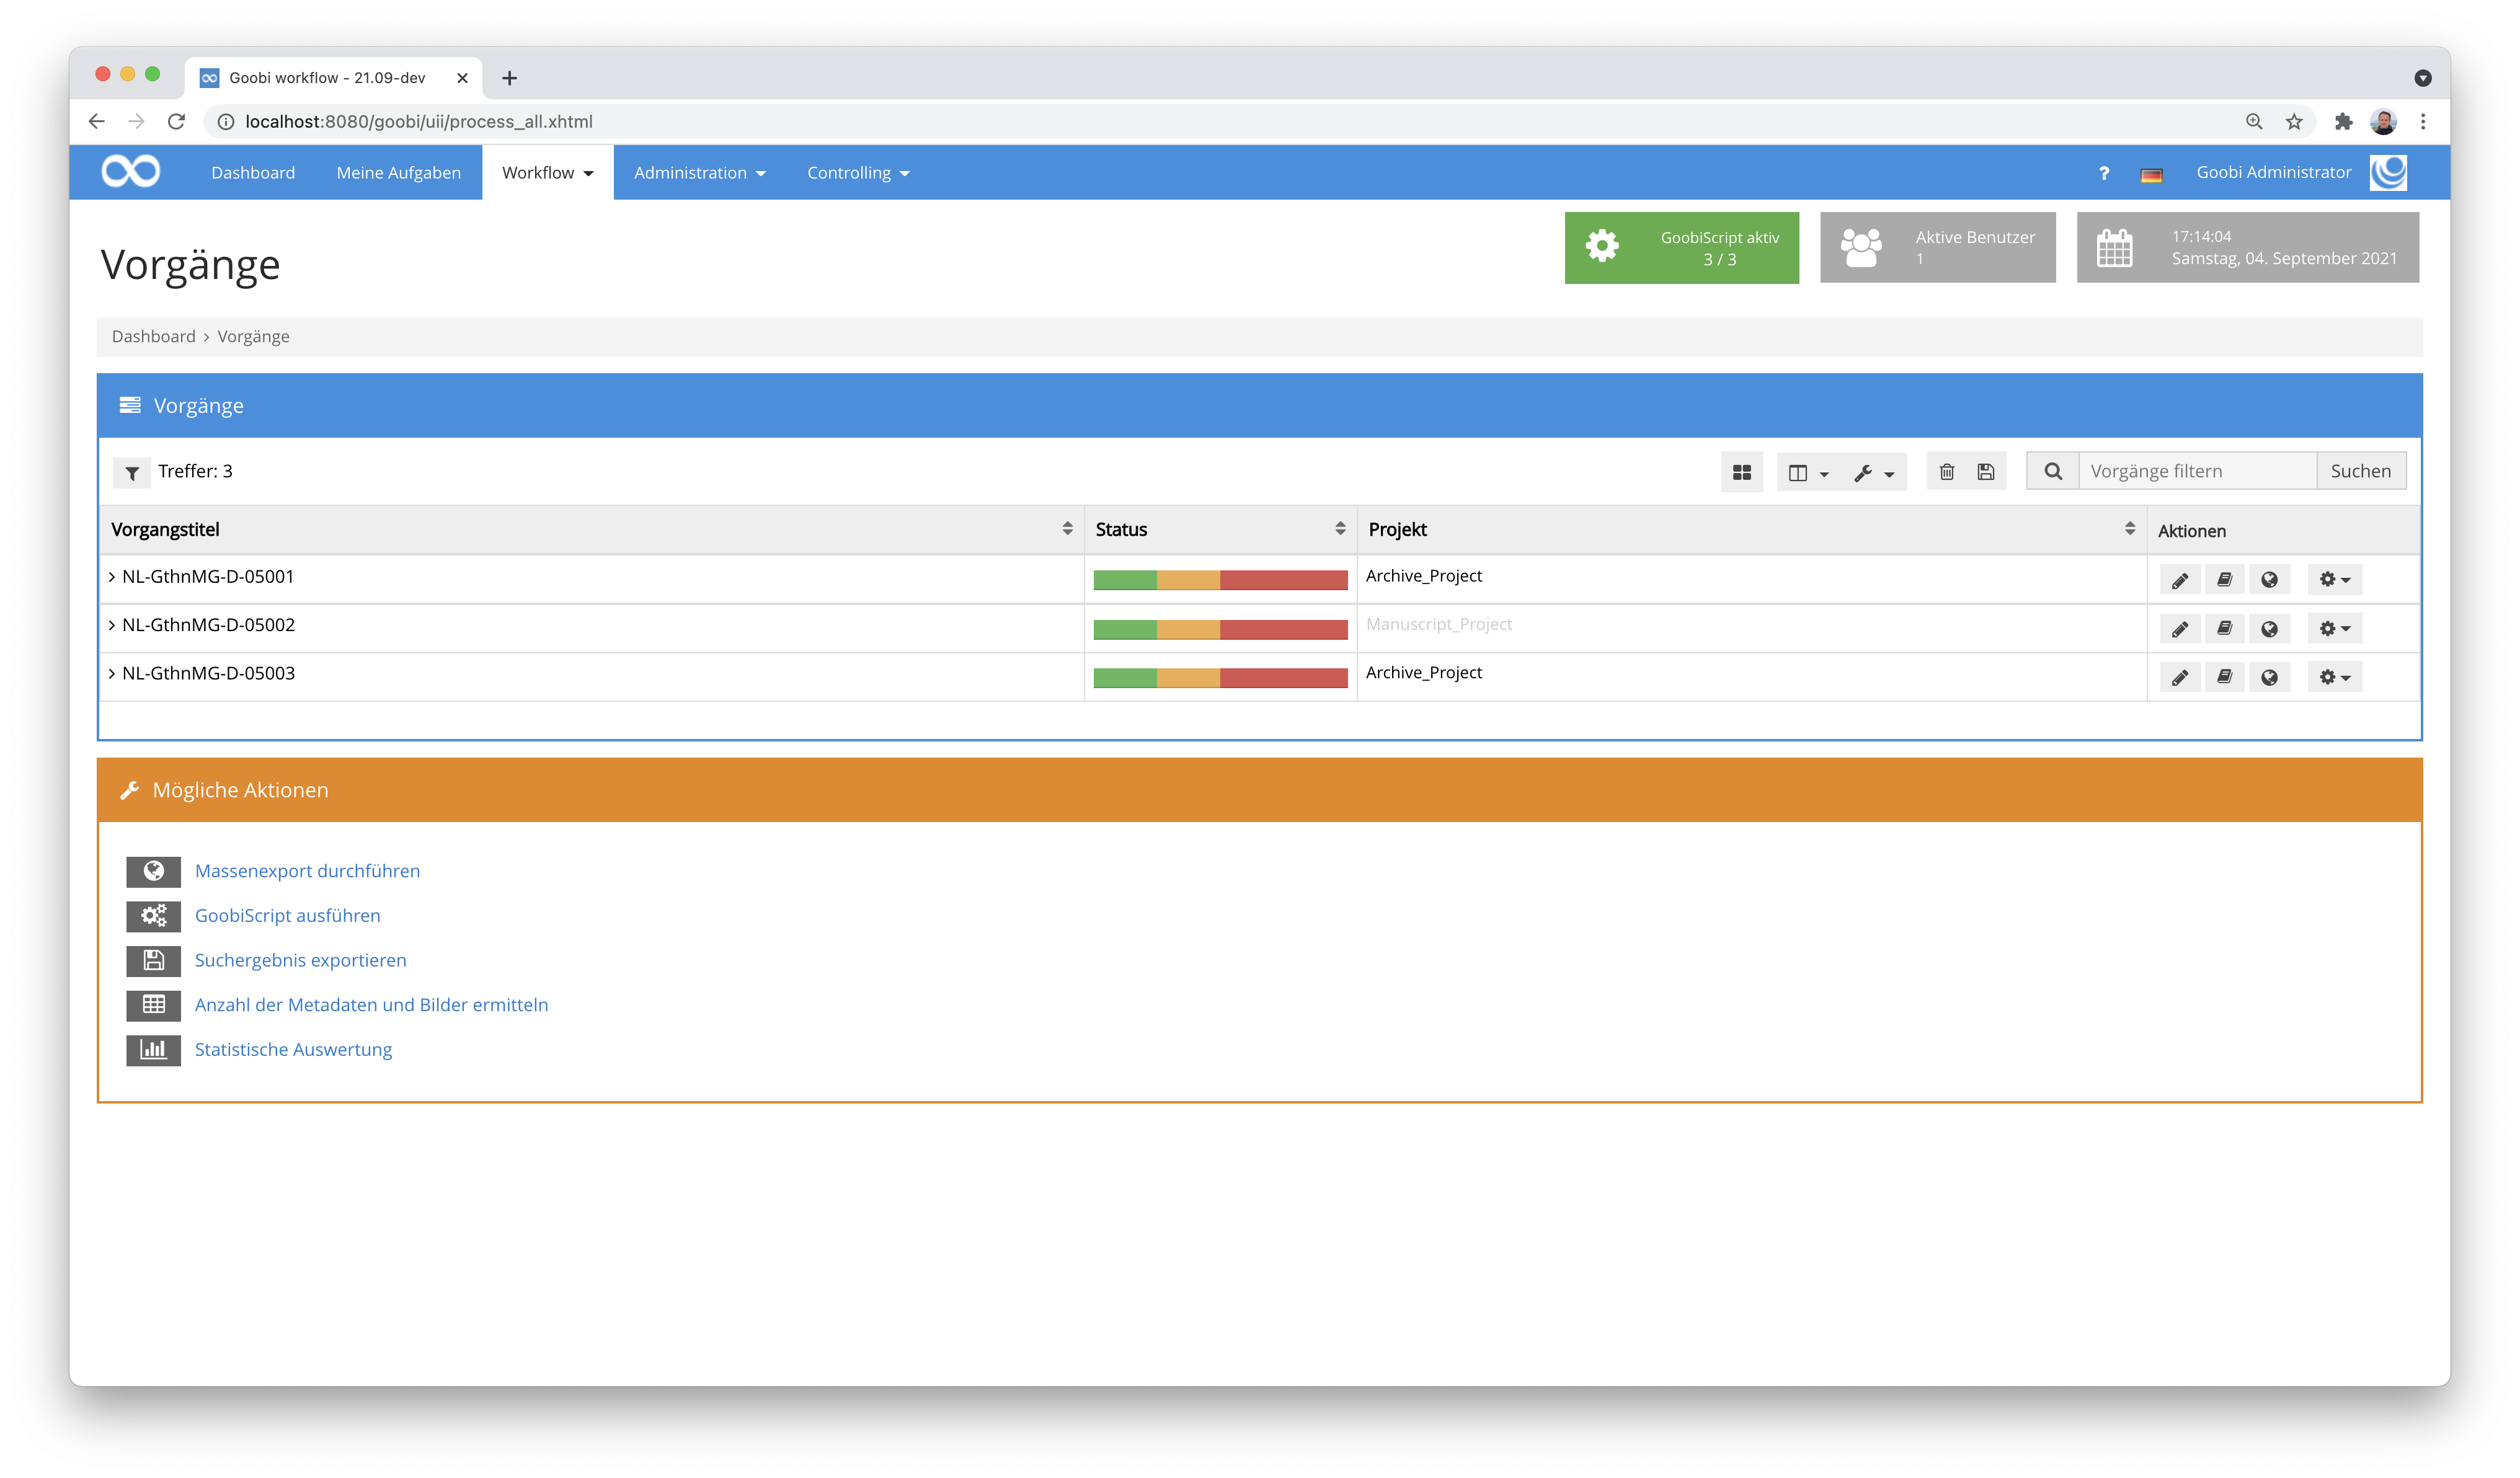 Goobi workflow - 21.09-dev
localhost:8080/goobi/uii/process_all.xhtml
Dashboard Meine Aufgaben Workflow Administration Controlling ? Goobi Administrator
Vorgänge
GoobiScript aktiv
3 / 3
Aktive Benutzer
1
17:14:04
Samstag, 04. September 2021
Dashboard › Vorgänge
Vorgänge
Treffer: 3 Vorgänge filtern Suchen
Vorgangstitel Status Projekt Aktionen
NL-GthnMG-D-05001 Archive_Project
NL-GthnMG-D-05002 Manuscript_Project
NL-GthnMG-D-05003 Archive_Project
Mögliche Aktionen
Massenexport durchführen
GoobiScript ausführen
Suchergebnis exportieren
Anzahl der Metadaten und Bilder ermitteln
Statistische Auswertung